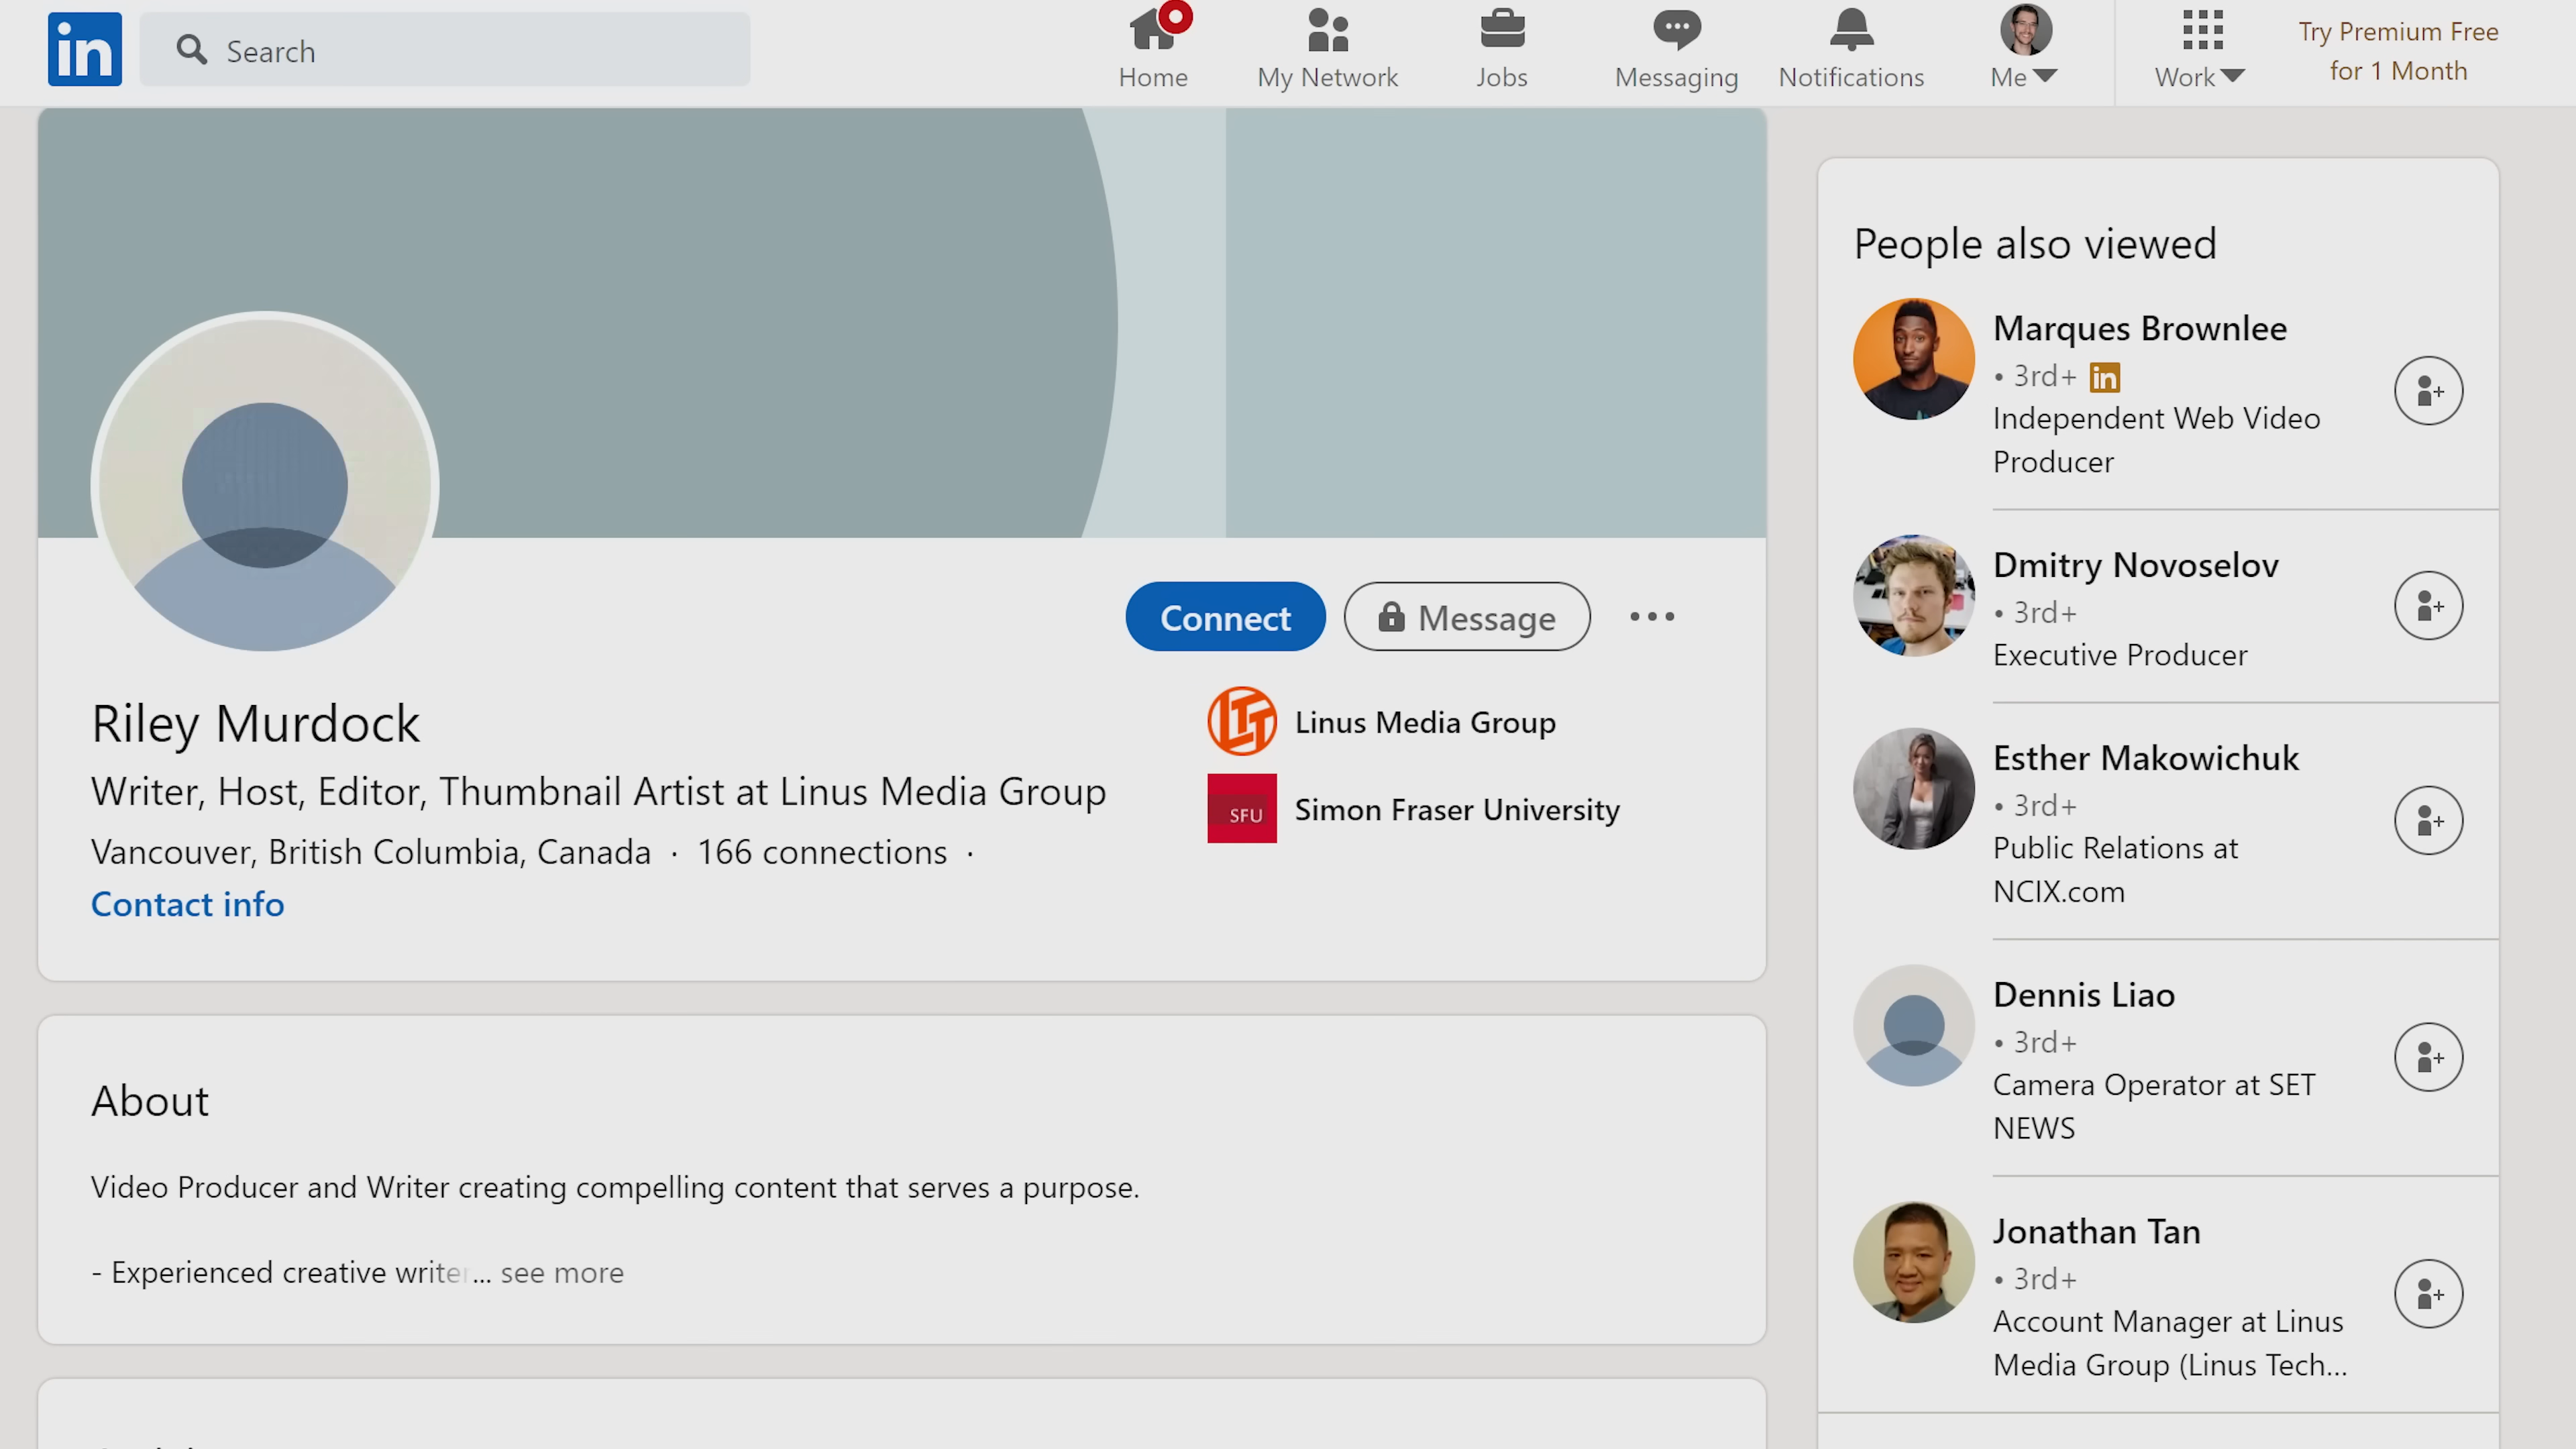 in
Search
Home
My Network
Jobs
Messaging
Notifications
Me
Work
Try Premium Free
for 1 Month
Connect
Message
Riley Murdock
Writer, Host, Editor, Thumbnail Artist at Linus Media Group
Vancouver, British Columbia, Canada · 166 connections ·
Contact info
LTT
Linus Media Group
SFU
Simon Fraser University
About
Video Producer and Writer creating compelling content that serves a purpose.
- Experienced creative writer... see more
People also viewed
Marques Brownlee
• 3rd+ in
Independent Web Video
Producer
Dmitry Novoselov
• 3rd+
Executive Producer
Esther Makowichuk
• 3rd+
Public Relations at
NCIX.com
Dennis Liao
• 3rd+
Camera Operator at SET
NEWS
Jonathan Tan
• 3rd+
Account Manager at Linus
Media Group (Linus Tech...